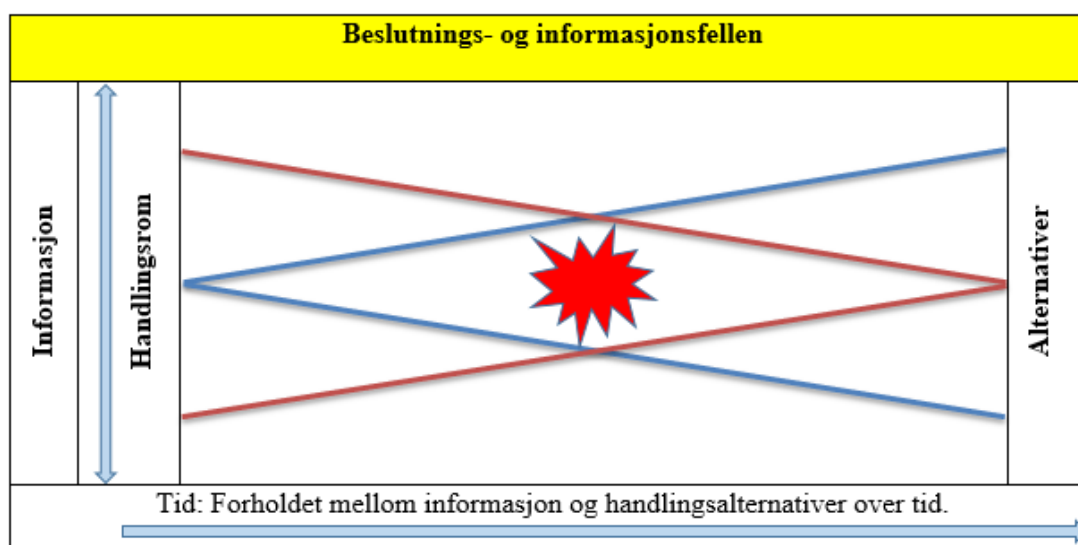 Beslutnings- og informasjonsfellen
Informasjon
Handlingsrom
Alternativer
Tid: Forholdet mellom informasjon og handlingsalternativer over tid.